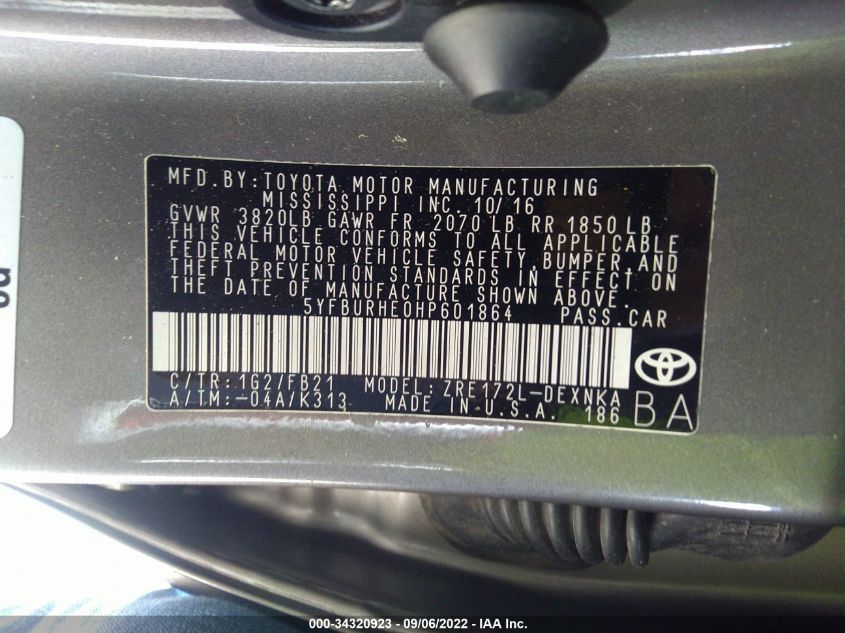 MFD. BY: TOYOTA MOTOR MANUFACTURING
MISSISSIPPI INC. 10/16
GVWR 3820LB GAWR FR 2070 LB RR 1850 LB
THIS VEHICLE CONFORMS TO ALL APPLICABLE
FEDERAL MOTOR VEHICLE SAFETY, BUMPER, AND
THEFT PREVENTION STANDARDS IN EFFECT ON
THE DATE OF MANUFACTURE SHOWN ABOVE.
5YFBURHE0HP601864 PASS. CAR
C/TR: 1G2/FB21 MODEL: ZRE172L-DEXNKA
A/TM: -04A/K313 MADE IN U.S.A. 186
BA
000-34320923 - 09/06/2022 - IAA Inc.